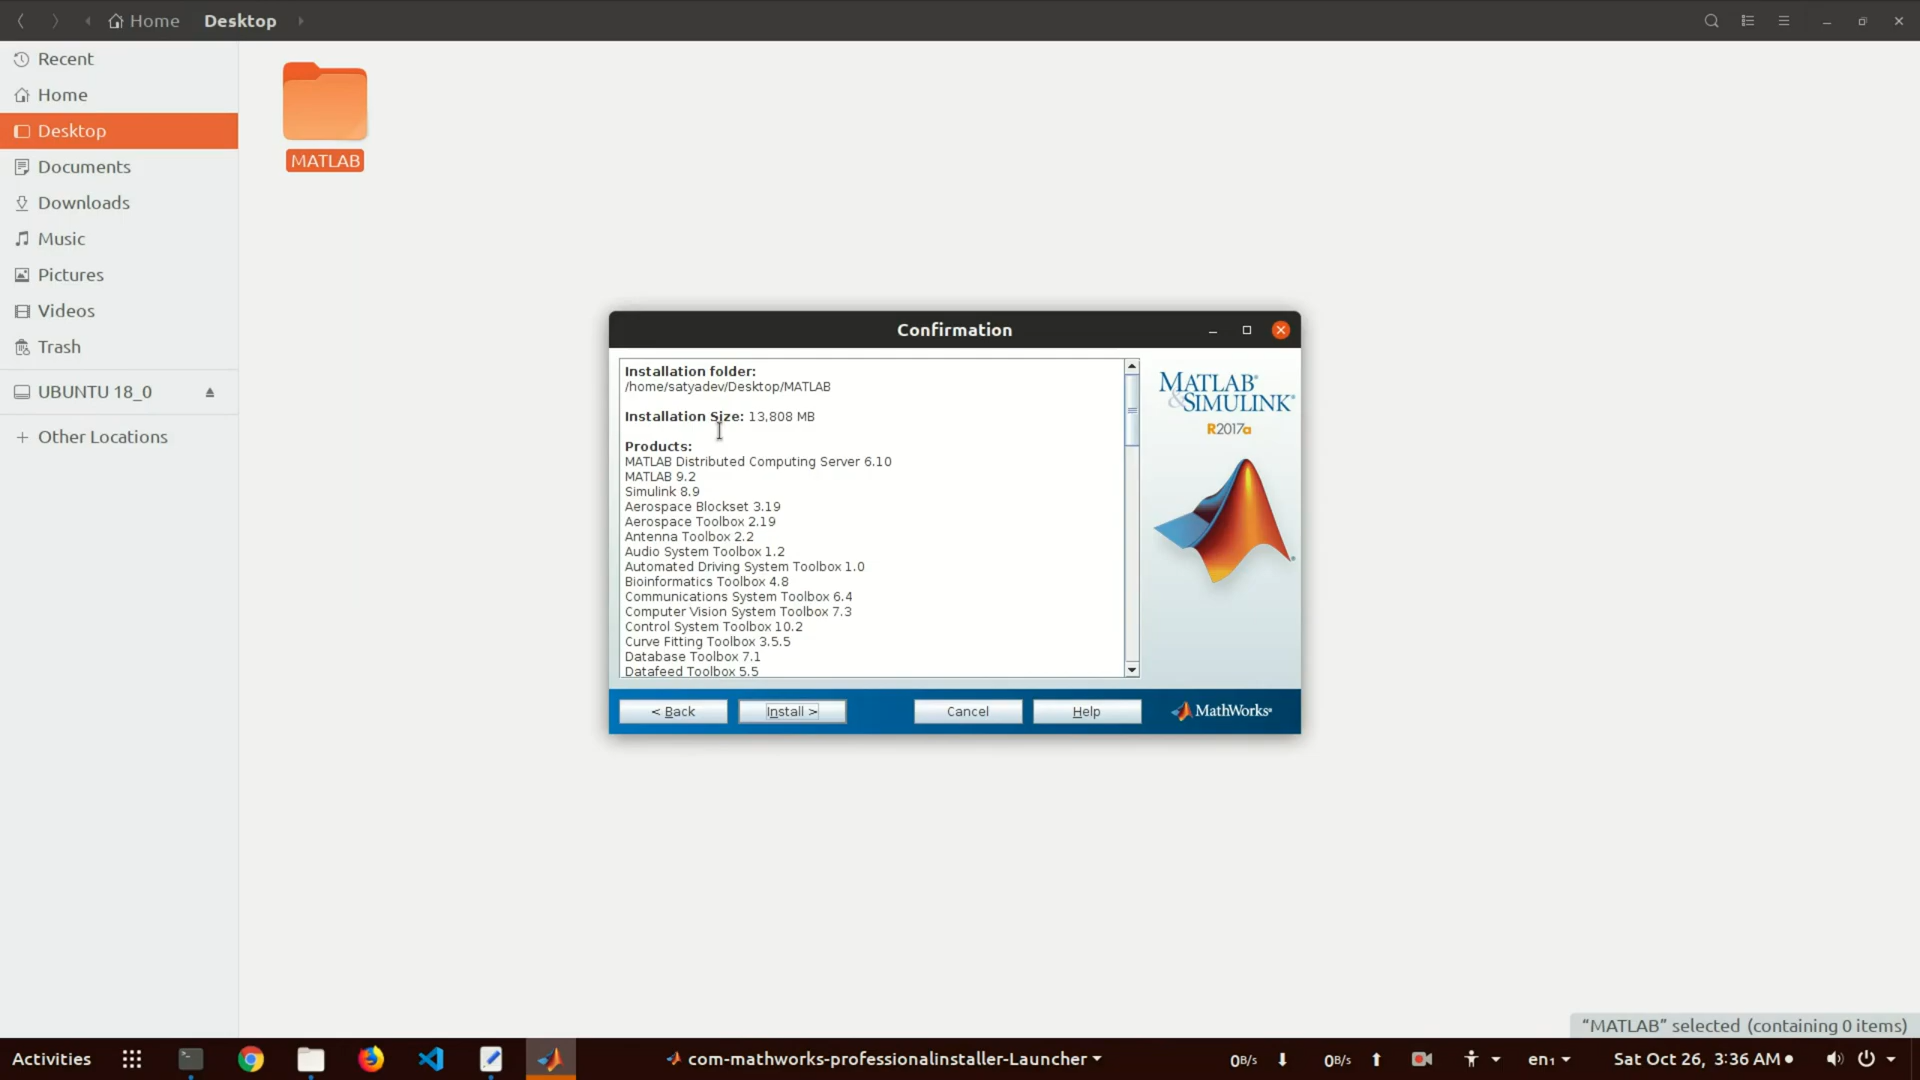 Home Desktop
Recent
Home
Desktop
Documents
Downloads
Music
Pictures
Videos
Trash
UBUNTU 18_0
+ Other Locations
MATLAB
Confirmation
Installation folder:
/home/satyadev/Desktop/MATLAB
Installation Size: 13,808 MB
Products:
MATLAB Distributed Computing Server 6.10
MATLAB 9.2
Simulink 8.9
Aerospace Blockset 3.19
Aerospace Toolbox 2.19
Antenna Toolbox 2.2
Audio System Toolbox 1.2
Automated Driving System Toolbox 1.0
Bioinformatics Toolbox 4.8
Communications System Toolbox 6.4
Computer Vision System Toolbox 7.3
Control System Toolbox 10.2
Curve Fitting Toolbox 3.5.5
Database Toolbox 7.1
Datafeed Toolbox 5.5
MATLAB®
&SIMULINK®
R2017a
< Back Install > Cancel Help MathWorks®
"MATLAB" selected (containing 0 items)
Activities com-mathworks-professionalinstaller-Launcher 0B/s 0B/s en1 Sat Oct 26, 3:36 AM